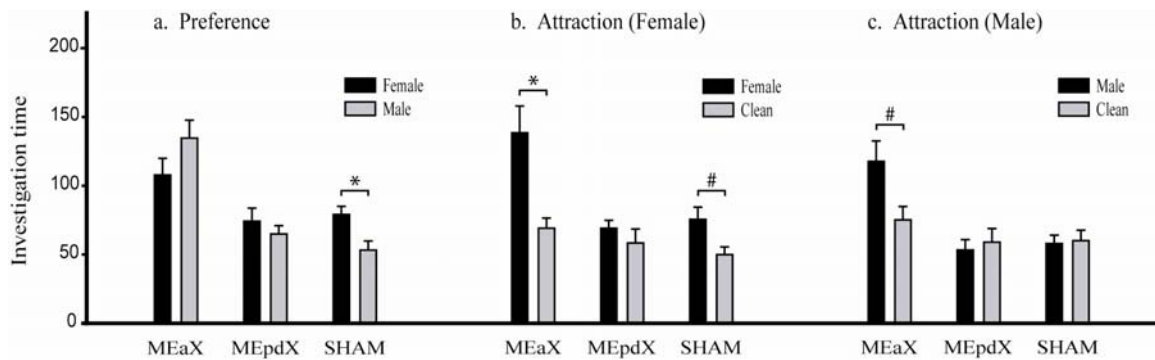 a. Preference
b. Attraction (Female)
c. Attraction (Male)
Investigation time
200
150
100
50
0
Female
Male
*
Female
Clean
*
#
Male
Clean
#
MEaX MEpdX SHAM
MEaX MEpdX SHAM
MEaX MEpdX SHAM